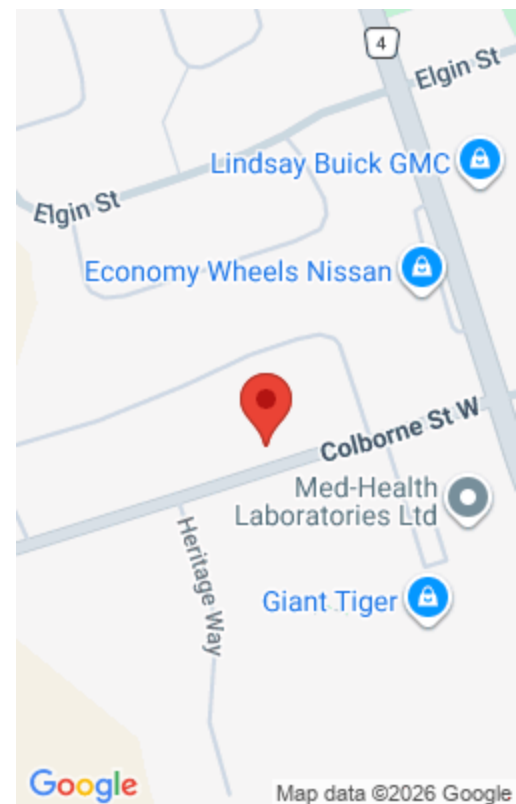 4
Elgin St
Lindsay Buick GMC
Elgin St
Economy Wheels Nissan
Colborne St W
Med-Health
Laboratories Ltd
Heritage Way
Giant Tiger
Google
Map data ©2026 Google